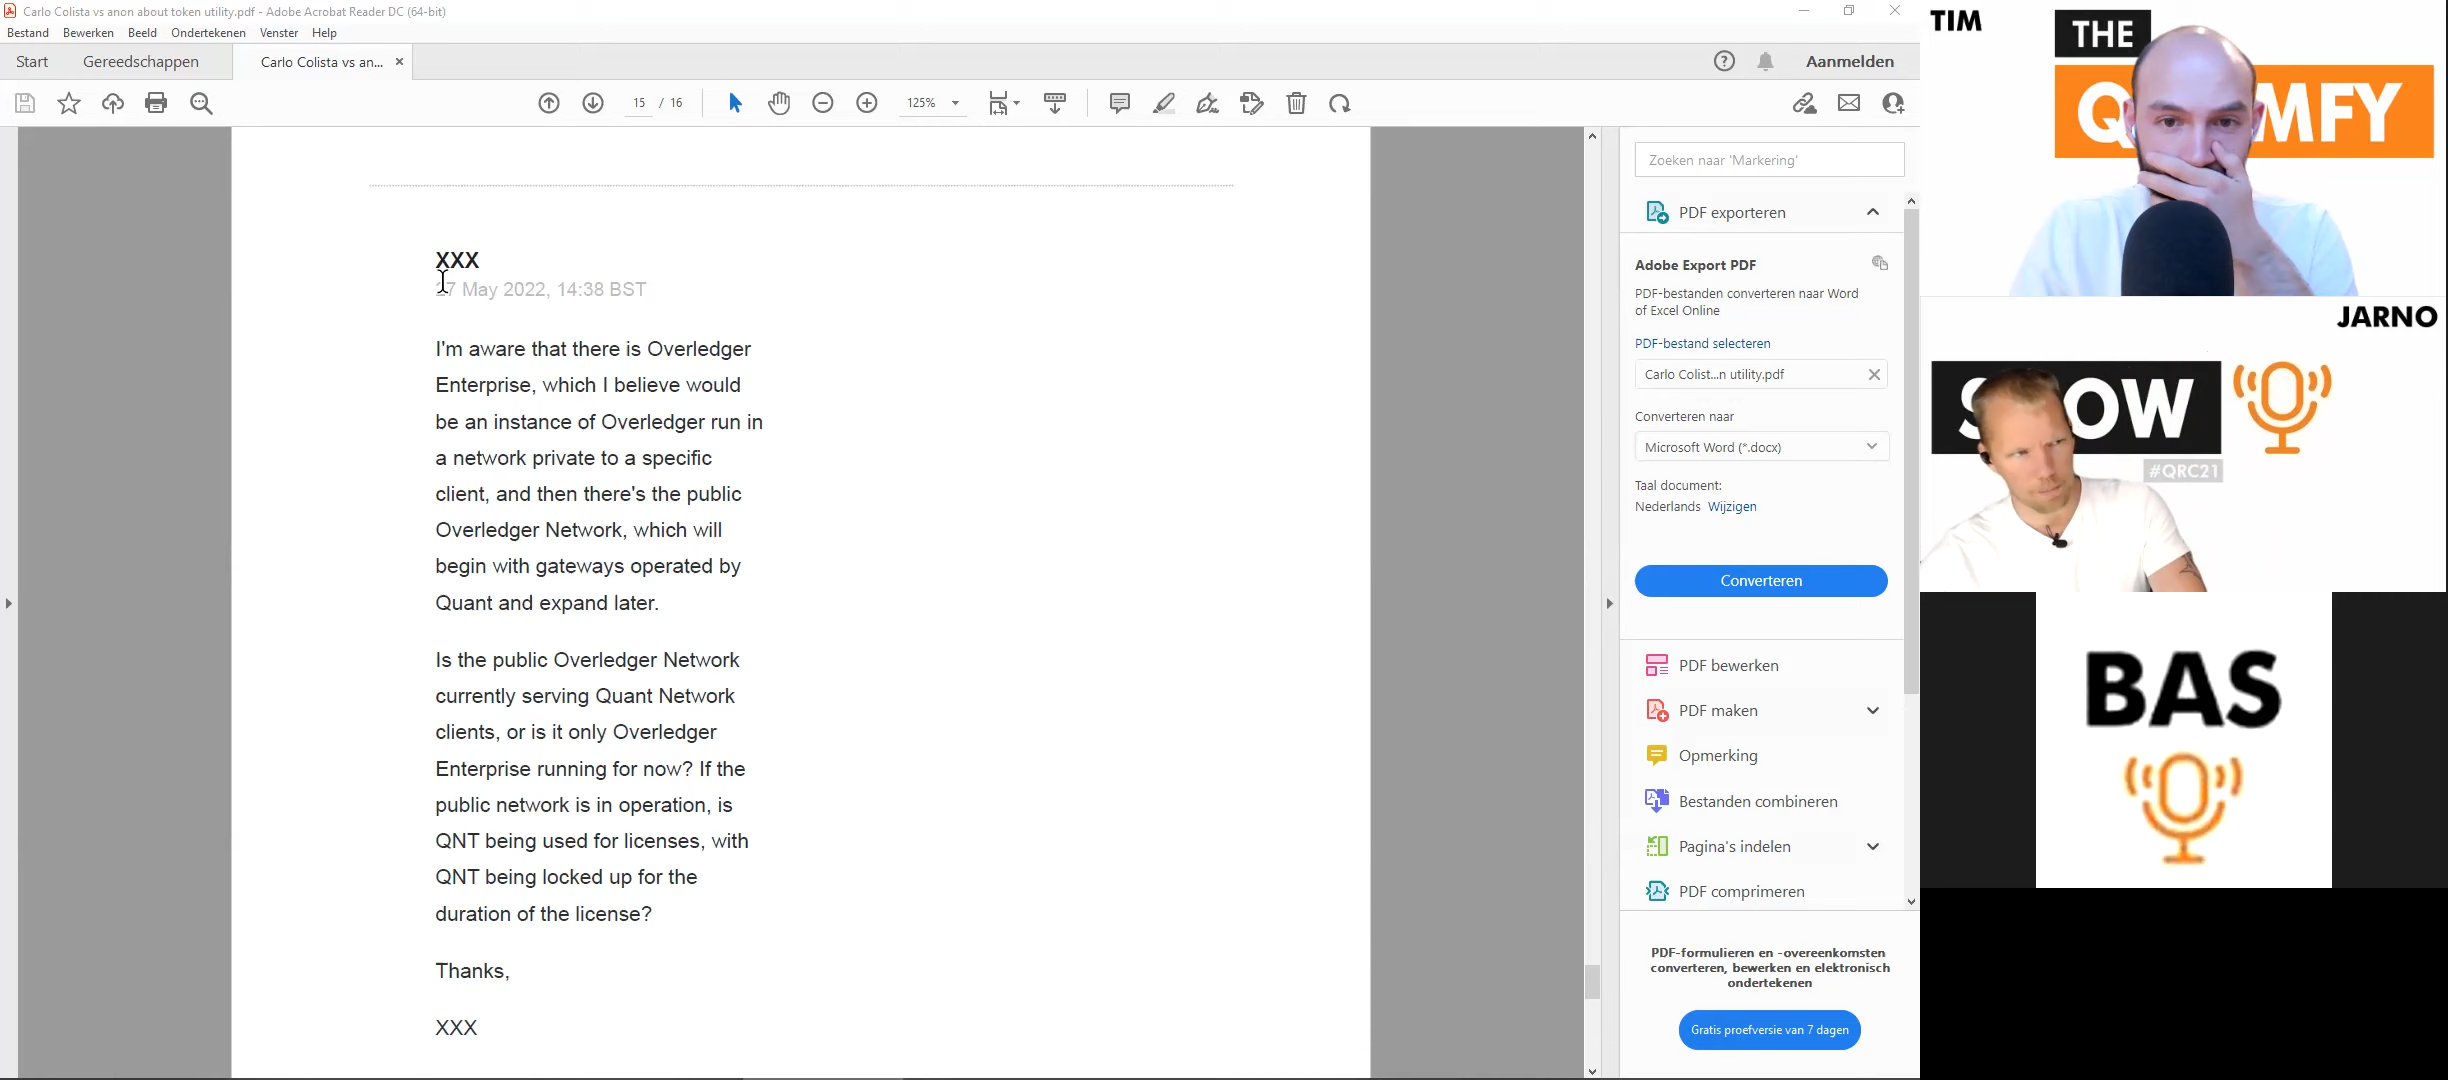 Carlo Colista vs anon about token utility.pdf - Adobe Acrobat Reader DC (64-bit)
Bestand Bewerken Beeld Ondertekenen Venster Help
Start Gereedschappen Carlo Colista vs an... × Aanmelden
15 / 16 125%
XXX
27 May 2022, 14:38 BST
I'm aware that there is Overledger
Enterprise, which I believe would
be an instance of Overledger run in
a network private to a specific
client, and then there's the public
Overledger Network, which will
begin with gateways operated by
Quant and expand later.
Is the public Overledger Network
currently serving Quant Network
clients, or is it only Overledger
Enterprise running for now? If the
public network is in operation, is
QNT being used for licenses, with
QNT being locked up for the
duration of the license?
Thanks,
XXX
Zoeken naar 'Markering'
PDF exporteren
Adobe Export PDF
PDF-bestanden converteren naar Word
of Excel Online
PDF-bestand selecteren
Carlo Colist...n utility.pdf
Converteren naar
Microsoft Word (*.docx)
Taal document:
Nederlands Wijzigen
Converteren
PDF bewerken
PDF maken
Opmerking
Bestanden combineren
Pagina's indelen
PDF comprimeren
PDF-formulieren en -overeenkomsten
converteren, bewerken en elektronisch
ondertekenen
Gratis proefversie van 7 dagen
TIM
THE
Q MFY
JARNO
S OW
#QRC21
BAS